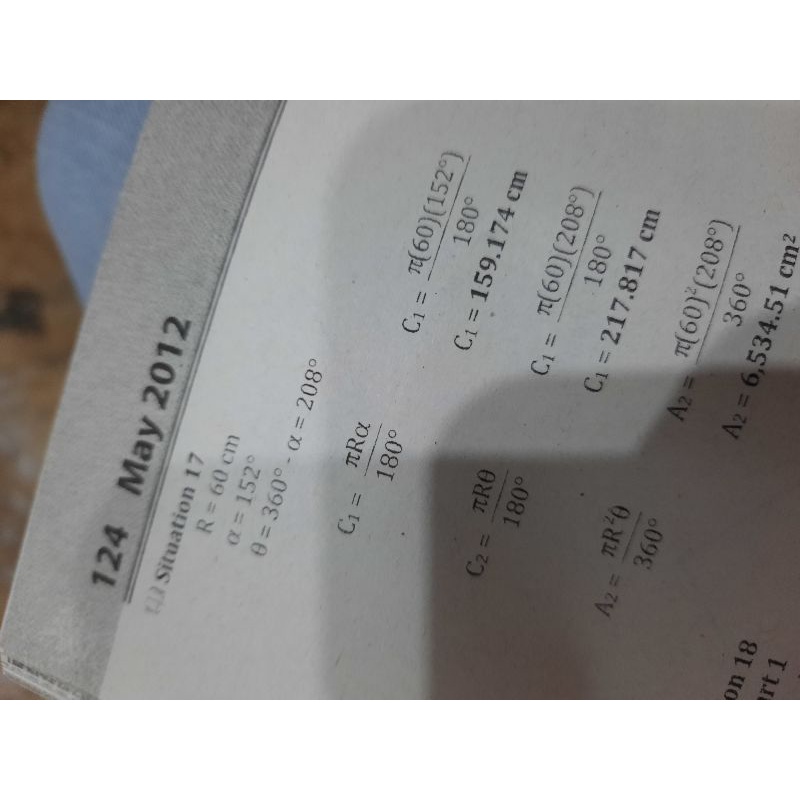 124 May 2012
Situation 17
R = 60 cm
α = 152°
θ = 360° - α = 208°
C₁ = πRα / 180°
C₁ = π(60)(152°) / 180°
C₁ = 159.174 cm
C₂ = πRθ / 180°
C₁ = π(60)(208°) / 180°
C₁ = 217.817 cm
A₂ = πR²θ / 360°
A₂ = π(60)²(208°) / 360°
A₂ = 6,534.51 cm²
on 18
rt 1